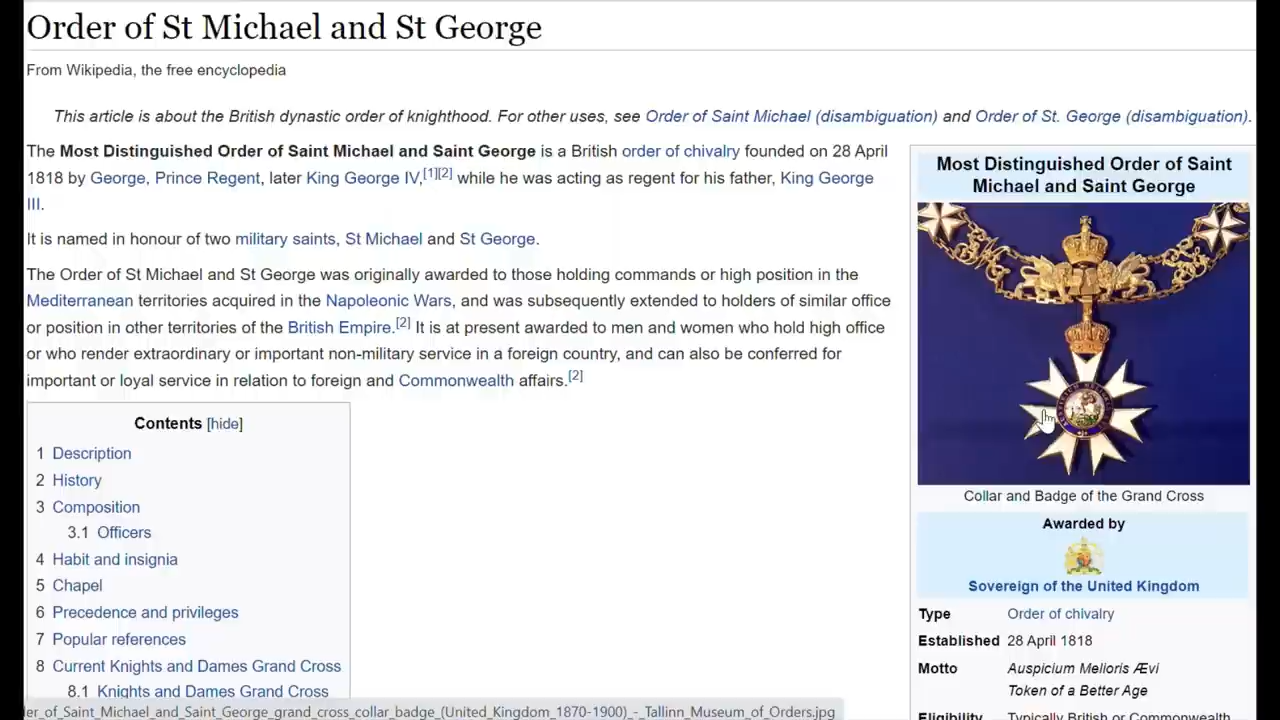 Order of St Michael and St George
From Wikipedia, the free encyclopedia
This article is about the British dynastic order of knighthood. For other uses, see Order of Saint Michael (disambiguation) and Order of St. George (disambiguation).
The Most Distinguished Order of Saint Michael and Saint George is a British order of chivalry founded on 28 April
1818 by George, Prince Regent, later King George IV,[1][2] while he was acting as regent for his father, King George
III.
It is named in honour of two military saints, St Michael and St George.
The Order of St Michael and St George was originally awarded to those holding commands or high position in the
Mediterranean territories acquired in the Napoleonic Wars, and was subsequently extended to holders of similar office
or position in other territories of the British Empire.[2] It is at present awarded to men and women who hold high office
or who render extraordinary or important non-military service in a foreign country, and can also be conferred for
important or loyal service in relation to foreign and Commonwealth affairs.[2]
Contents [hide]
1 Description
2 History
3 Composition
3.1 Officers
4 Habit and insignia
5 Chapel
6 Precedence and privileges
7 Popular references
8 Current Knights and Dames Grand Cross
8.1 Knights and Dames Grand Cross
Most Distinguished Order of Saint
Michael and Saint George
Collar and Badge of the Grand Cross
Awarded by
Sovereign of the United Kingdom
Type Order of chivalry
Established 28 April 1818
Motto Auspicium Melioris Ævi
Token of a Better Age
Eligibility Typically British or Commonwealth
der_of_Saint_Michael_and_Saint_George_grand_cross_collar_badge_(United_Kingdom_1870-1900)_-_Tallinn_Museum_of_Orders.jpg